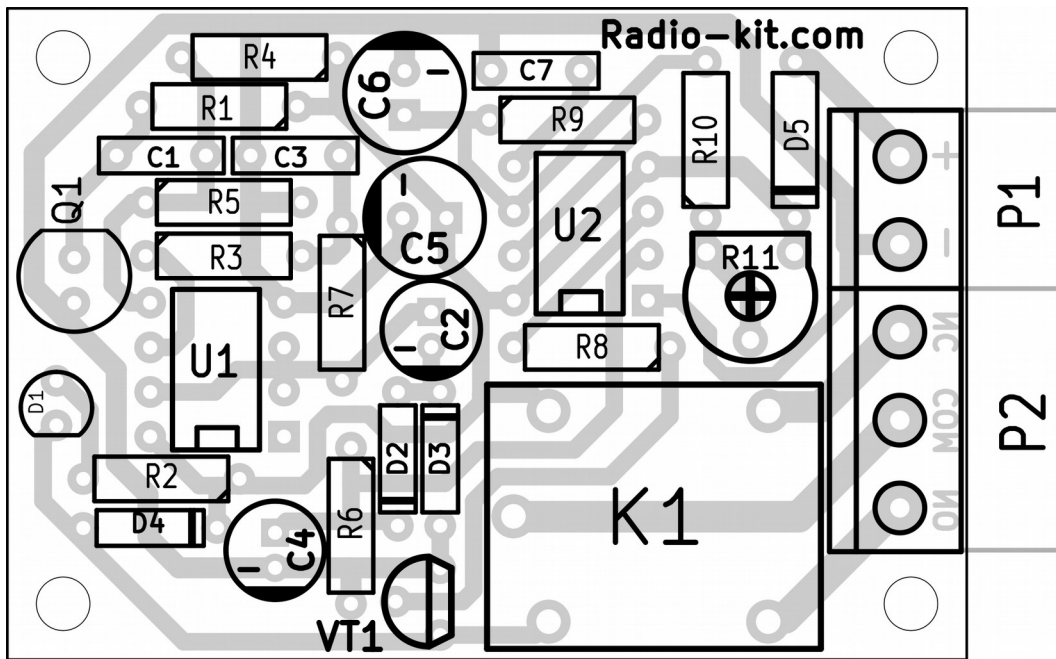 Radio-kit.com
R4
C6
C7
R1
R9
R10
D5
+
P1
C1
C3
Q1
R5
U2
-
R3
C5
R11
R7
C2
NC
U1
R8
D1
COM
P2
D2
D3
R2
K1
NO
D4
R6
C4
VT1